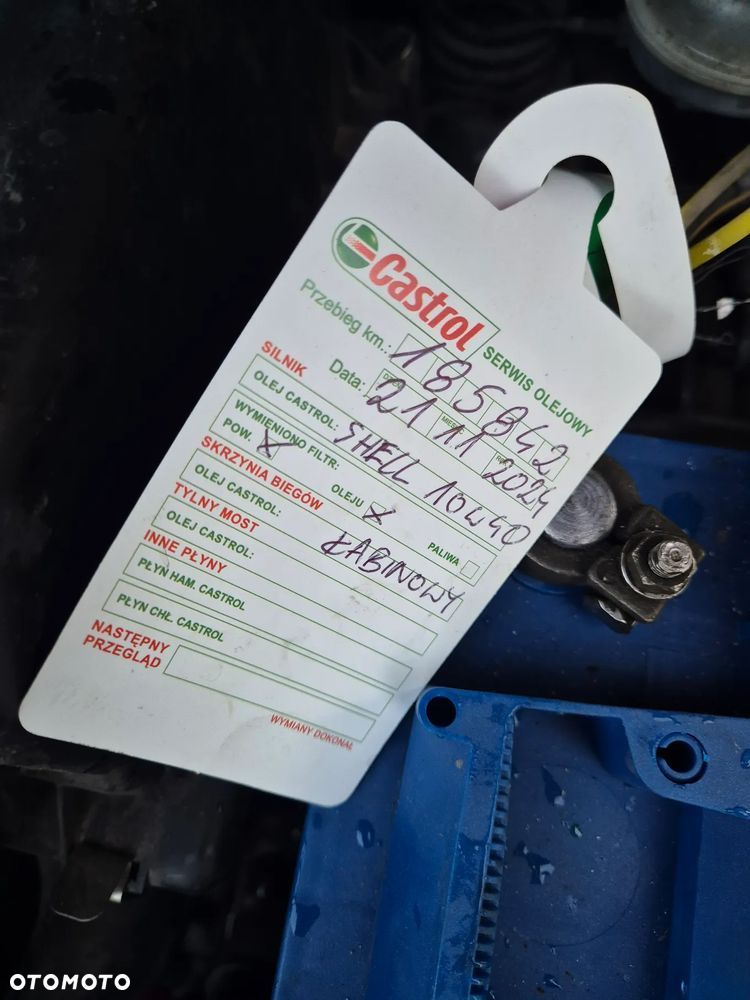 Castrol
SERWIS OLEJOWY
Przebieg km.: 185842
SILNIK
Data: 21 11 2024
OLEJ CASTROL: SHELL 10W40
WYMIENIONO FILTR:
POW. X OLEJU X PALIWA
SKRZYNIA BIEGÓW
OLEJ CASTROL: KABINOWY
TYLNY MOST
OLEJ CASTROL:
INNE PŁYNY
PŁYN HAM. CASTROL
PŁYN CHŁ. CASTROL
NASTĘPNY
PRZEGLĄD
WYMIANY DOKONAŁ
OTOMOTO